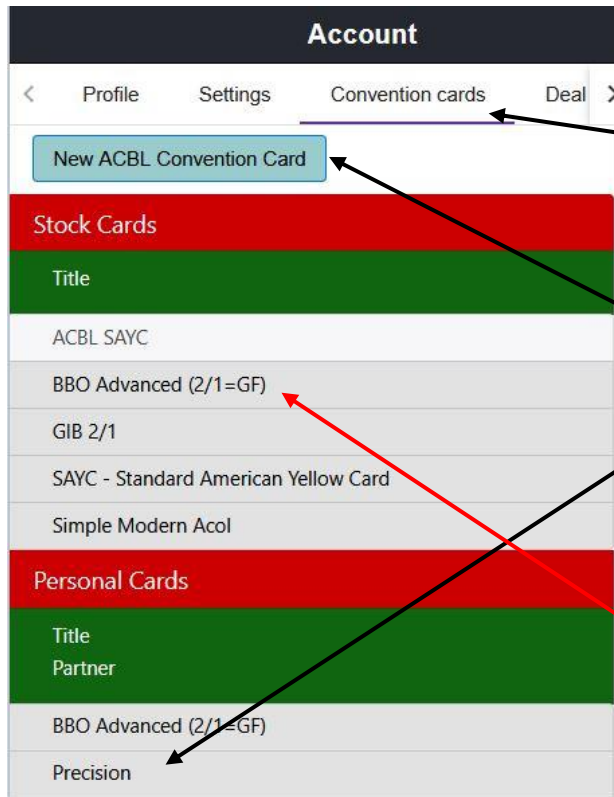 Account
Profile Settings Convention cards Deal
New ACBL Convention Card
Stock Cards
Title
ACBL SAYC
BBO Advanced (2/1=GF)
GIB 2/1
SAYC - Standard American Yellow Card
Simple Modern Acol
Personal Cards
Title
Partner
BBO Advanced (2/1=GF)
Precision